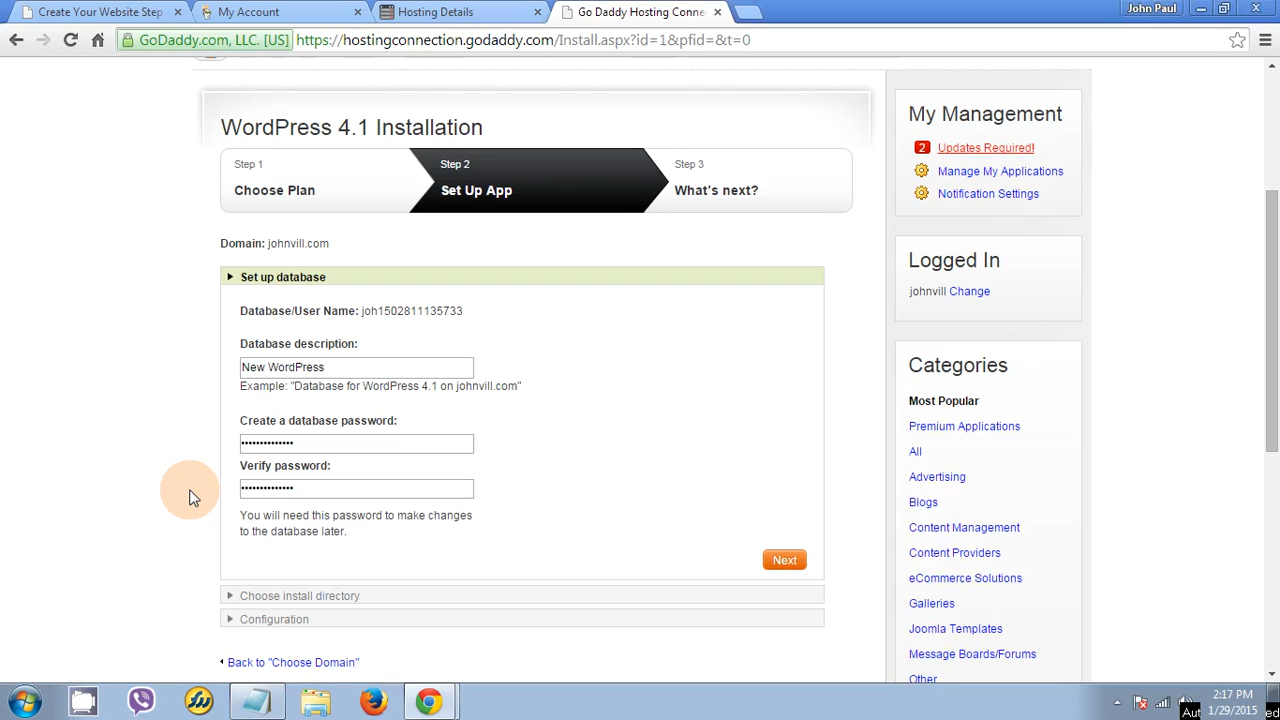 Create Your Website Step
My Account
Hosting Details
Go Daddy Hosting Conne
John Paul
GoDaddy.com, LLC. [US]
https://hostingconnection.godaddy.com/Install.aspx?id=1&pfid=&t=0
WordPress 4.1 Installation
Step 1
Choose Plan
Step 2
Set Up App
Step 3
What's next?
Domain: johnvill.com
Set up database
Database/User Name: joh1502811135733
Database description:
New WordPress
Example: "Database for WordPress 4.1 on johnvill.com"
Create a database password:
••••••••••••••
Verify password:
••••••••••••••
You will need this password to make changes
to the database later.
Next
Choose install directory
Configuration
Back to "Choose Domain"
My Management
2 Updates Required!
Manage My Applications
Notification Settings
Logged In
johnvill Change
Categories
Most Popular
Premium Applications
All
Advertising
Blogs
Content Management
Content Providers
eCommerce Solutions
Galleries
Joomla Templates
Message Boards/Forums
Other
2:17 PM
1/29/2015